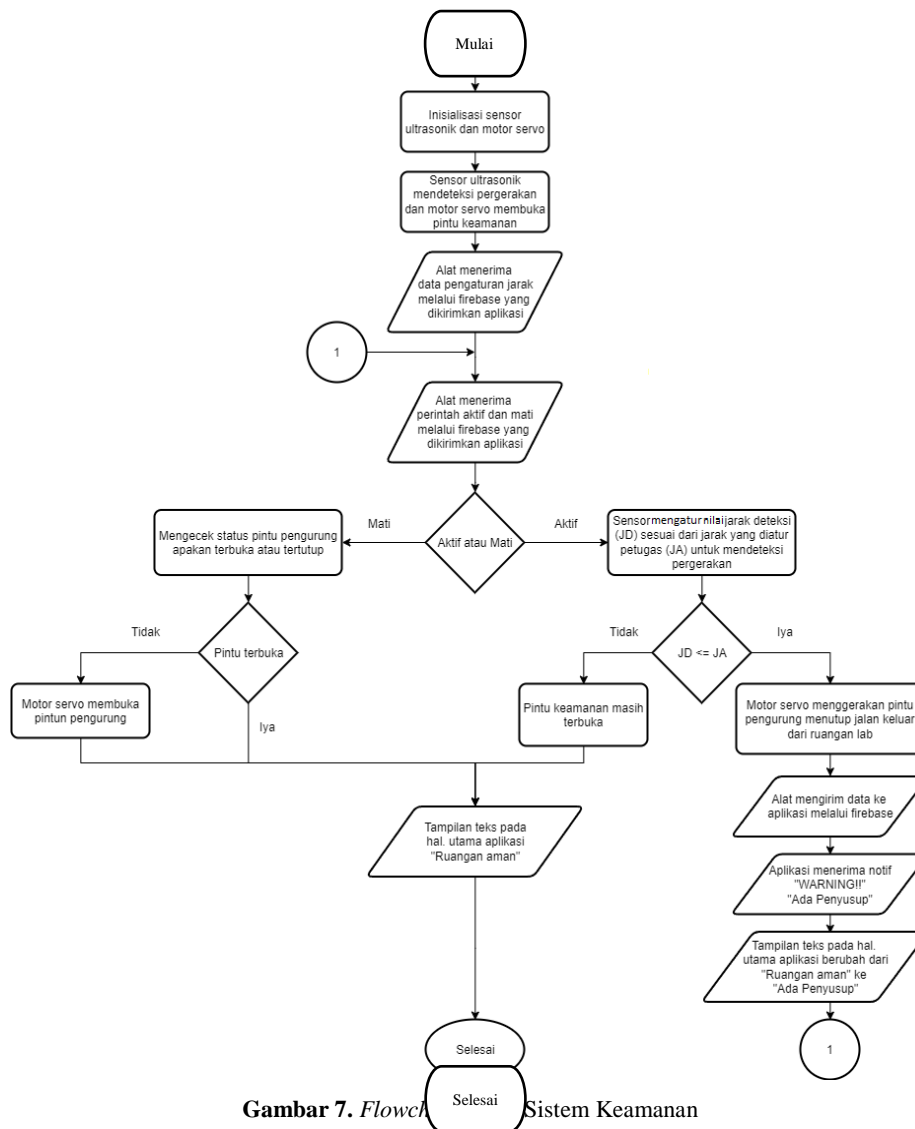 Mulai
Inisialisasi sensor
ultrasonik dan motor servo
Sensor ultrasonik
mendeteksi pergerakan
dan motor servo membuka
pintu keamanan
Alat menerima
data pengaturan jarak
melalui firebase yang
dikirimkan aplikasi
1
Alat menerima
perintah aktif dan mati
melalui firebase yang
dikirimkan aplikasi
Aktif atau Mati
Mati
Aktif
Mengecek status pintu pengurung
apakan terbuka atau tertutup
Pintu terbuka
Tidak
Iya
Motor servo membuka
pintun pengurung
Sensor mengatur nilai jarak deteksi
(JD) sesuai dari jarak yang diatur
petugas (JA) untuk mendeteksi
pergerakan
JD <= JA
Tidak
Iya
Pintu keamanan masih
terbuka
Motor servo menggerakan pintu
pengurung menutup jalan keluar
dari ruangan lab
Alat mengirim data ke
aplikasi melalui firebase
Aplikasi menerima notif
"WARNING!!"
"Ada Penyusup"
Tampilan teks pada hal.
utama aplikasi berubah dari
"Ruangan aman" ke
"Ada Penyusup"
1
Tampilan teks pada
hal. utama aplikasi
"Ruangan aman"
Selesai
Selesai
Gambar 7. Flowch Sistem Keamanan